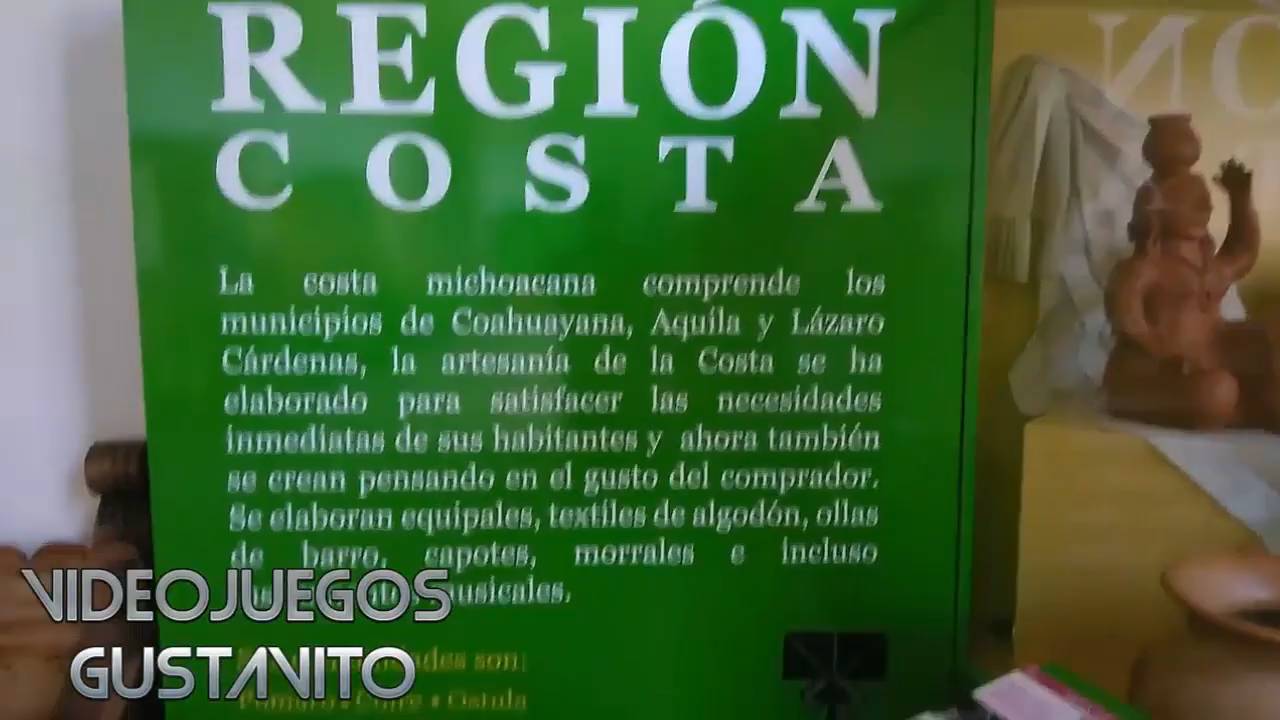 REGIÓN
COSTA
La costa michoacana comprende los
municipios de Coahuayana, Aquila y Lázaro
Cárdenas, la artesanía de la Costa se ha
elaborado para satisfacer las necesidades
inmediatas de sus habitantes y ahora también
se crean pensando en el gusto del comprador.
Se elaboran equipales, textiles de algodón, ollas
de barro, capotes, morrales e incluso
musicales.
son:
Ostula
VIDEOJUEGOS
GUSTAVITO